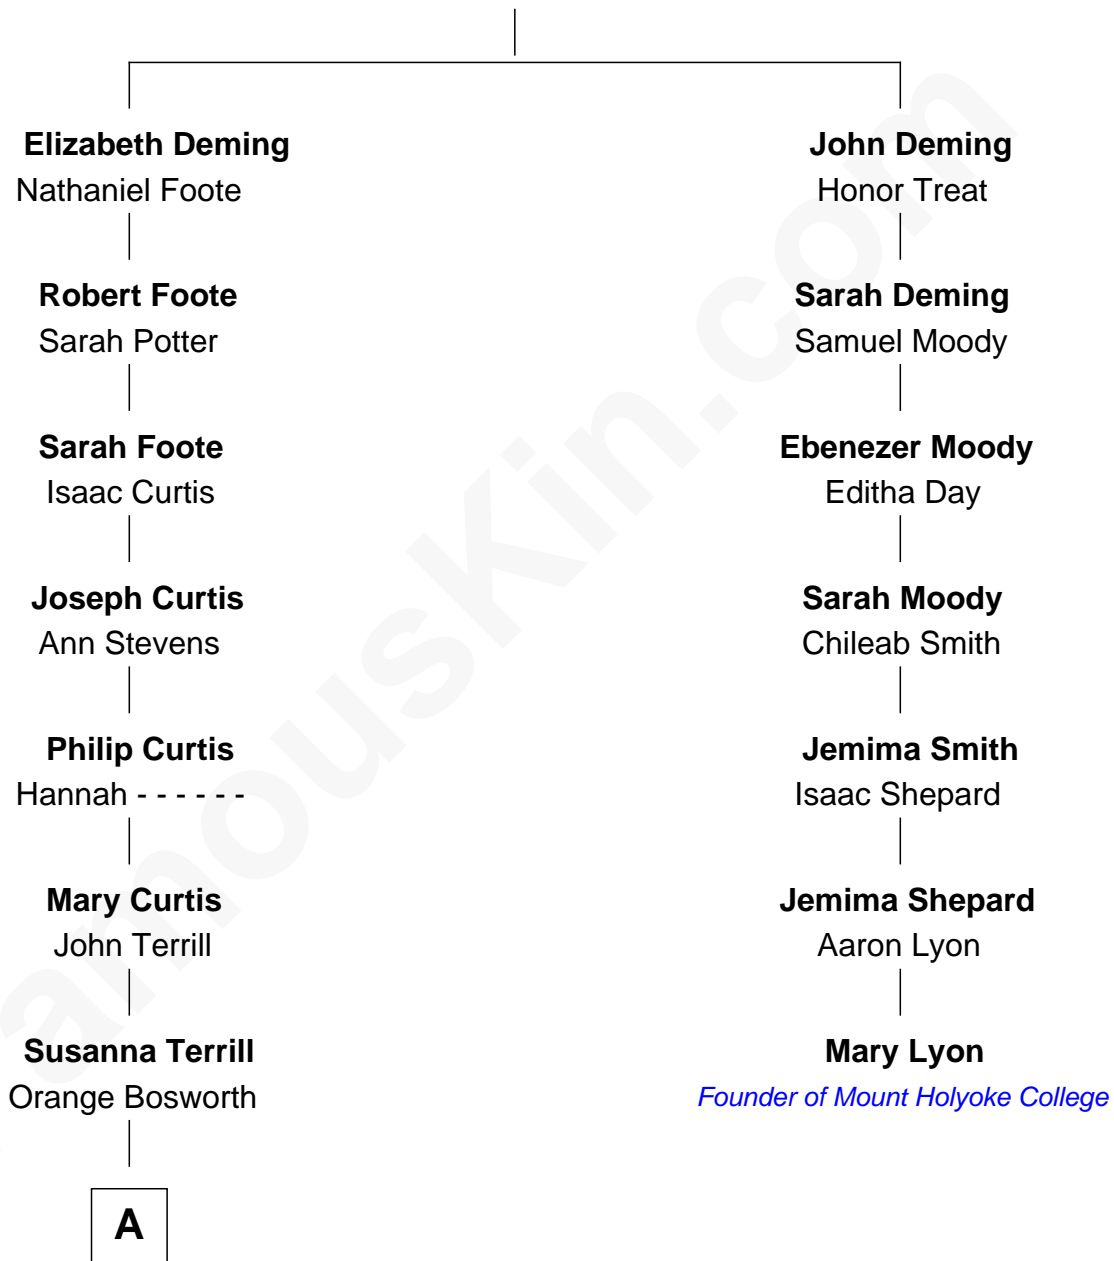 Elizabeth Deming
Nathaniel Foote
Robert Foote
Sarah Potter
Sarah Foote
Isaac Curtis
Joseph Curtis
Ann Stevens
Philip Curtis
Hannah - - - - - -
Mary Curtis
John Terrill
Susanna Terrill
Orange Bosworth
A
John Deming
Honor Treat
Sarah Deming
Samuel Moody
Ebenezer Moody
Editha Day
Sarah Moody
Chileab Smith
Jemima Smith
Isaac Shepard
Jemima Shepard
Aaron Lyon
Mary Lyon
Founder of Mount Holyoke College
amouskin.com